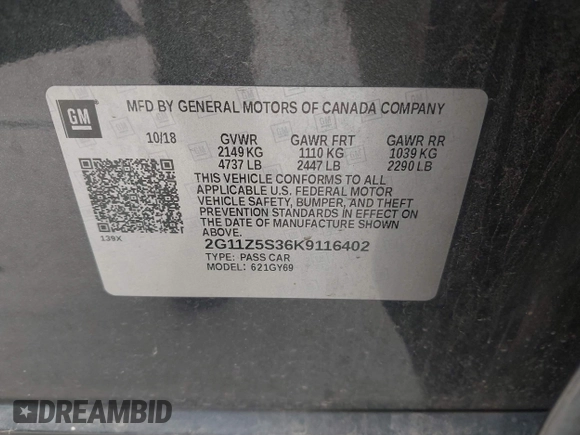 GM
MFD BY GENERAL MOTORS OF CANADA COMPANY
10/18 GVWR GAWR FRT GAWR RR
2149 KG 1110 KG 1039 KG
4737 LB 2447 LB 2290 LB
THIS VEHICLE CONFORMS TO ALL
APPLICABLE U.S. FEDERAL MOTOR
VEHICLE SAFETY, BUMPER, AND THEFT
PREVENTION STANDARDS IN EFFECT ON
THE DATE OF MANUFACTURE SHOWN
ABOVE.
139X
2G11Z5S36K9116402
TYPE: PASS CAR
MODEL: 621GY69
DREAMBID